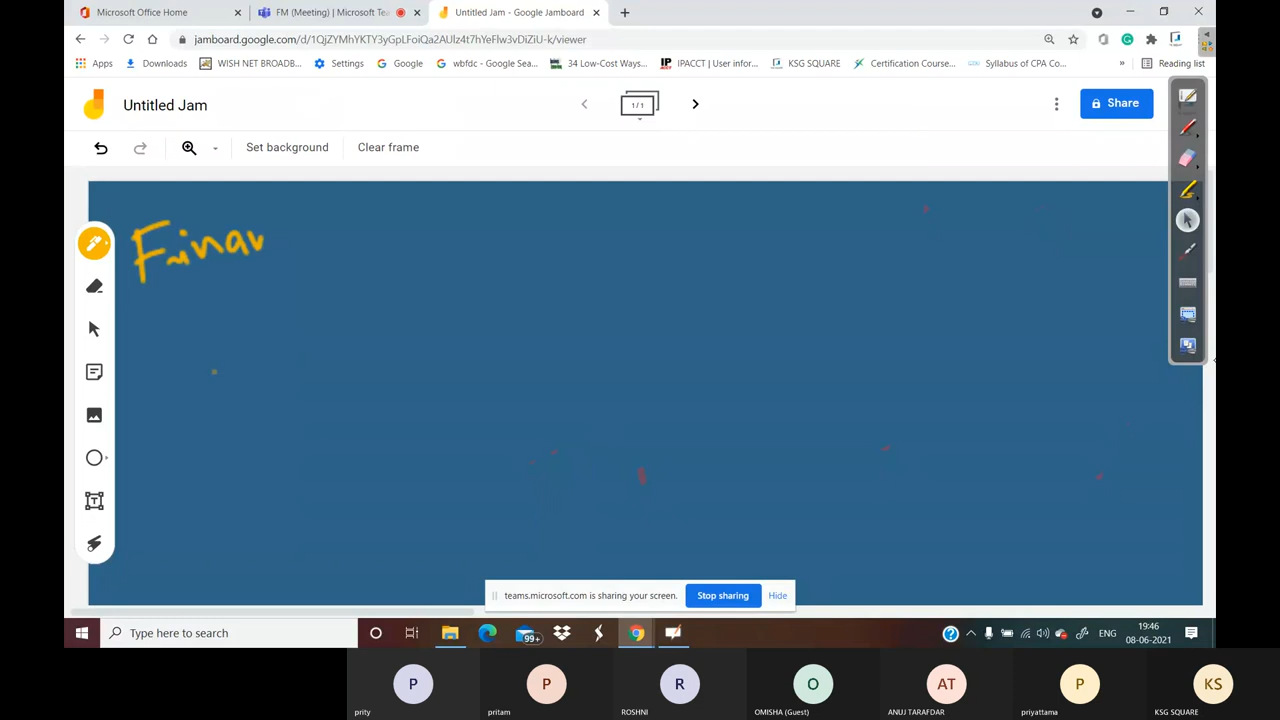 Microsoft Office Home
FM (Meeting) | Microsoft Tea
Untitled Jam - Google Jamboard
jamboard.google.com/d/1QjZYMhYKTY3yGpLFoiQa2AUlz4t7hYeFlw3vDiZiU-k/viewer
Apps
Downloads
WISH NET BROADB...
Settings
Google
wbfdc - Google Sea...
34 Low-Cost Ways...
IPACCT | User infor...
KSG SQUARE
Certification Course...
Syllabus of CPA Co...
»
Reading list
Untitled Jam
1/1
Share
Set background
Clear frame
Finan
teams.microsoft.com is sharing your screen.
Stop sharing
Hide
Type here to search
99+
ENG
19:46
08-06-2021
P
P
R
O
AT
P
KS
prity
pritam
ROSHNI
OMISHA (Guest)
ANUJ TARAFDAR
priyattama
KSG SQUARE